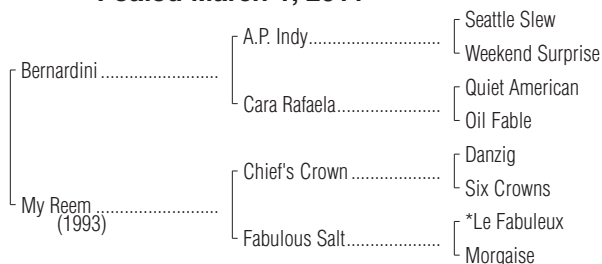 Foaled March
Seattle Slew
A.P. Indy
Weekend Surprise
Bernardini
Quiet American
Cara Rafaela
Oil Fable
Danzig
Chief's Crown
Six Crowns
My Reem
(1993)
*Le Fabuleux
Fabulous Salt
Morgaise